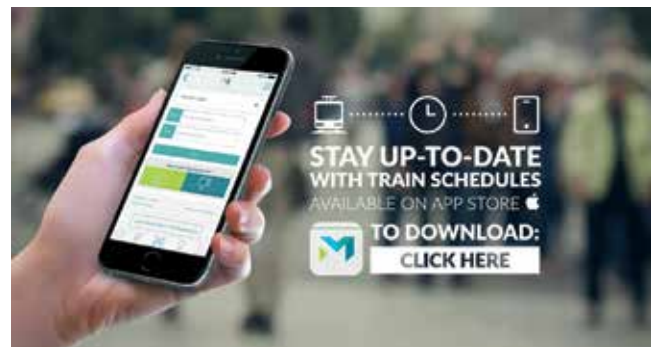 STAY UP-TO-DATE
WITH TRAIN SCHEDULES
AVAILABLE ON APP STORE
TO DOWNLOAD:
CLICK HERE